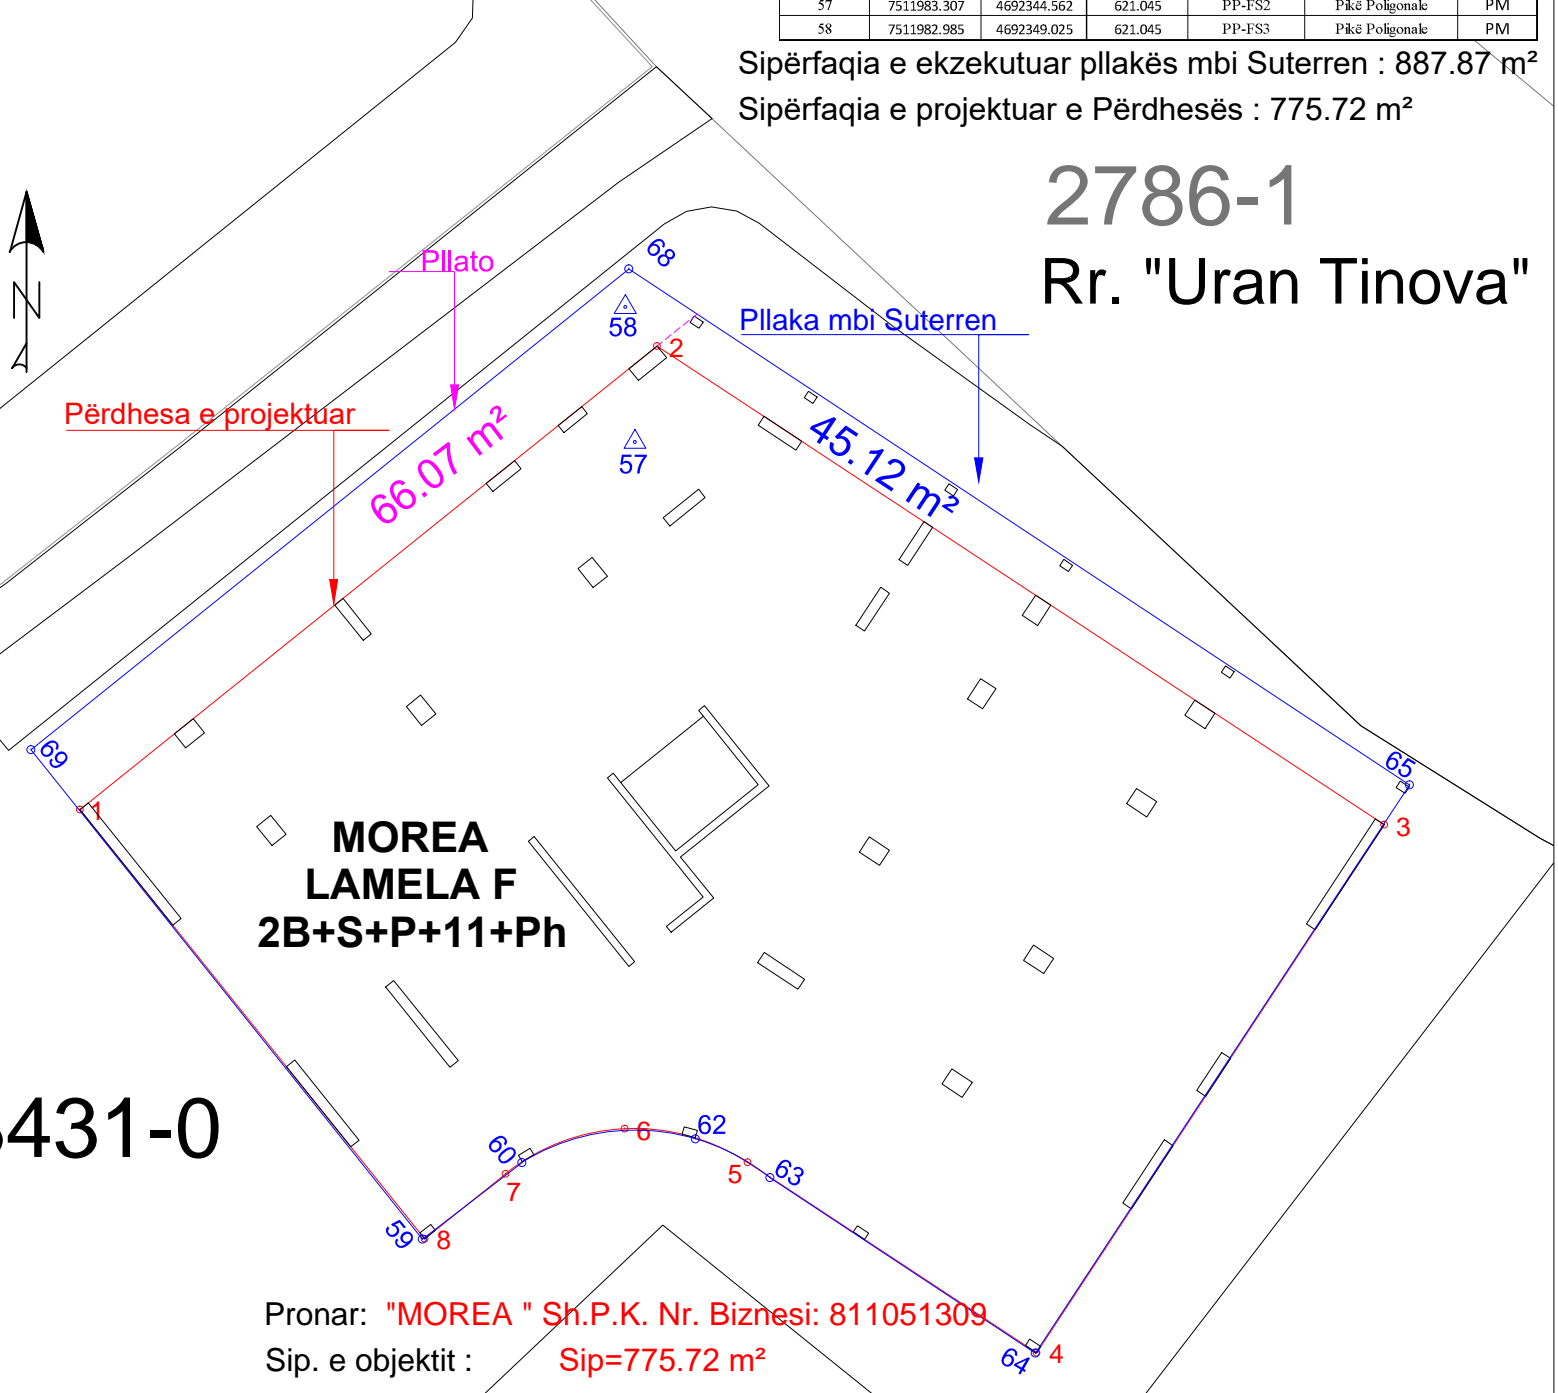 57 7511983.307 4692344.562 621.045 PP-FS2 Pikë Poligonale PM
58 7511982.985 4692349.025 621.045 PP-FS3 Pikë Poligonale PM
Sipërfaqia e ekzekutuar pllakës mbi Suterren : 887.87 m²
Sipërfaqia e projektuar e Përdhesës : 775.72 m²
2786-1
Rr. "Uran Tinova"
N
Pllato
68
58
Pllaka mbi Suterren
2
Përdhesa e projektuar
66.07 m²
57
45.12 m²
69
65
1
3
MOREA
LAMELA F
2B+S+P+11+Ph
431-0
60
6
62
5
63
7
59
8
64
4
Pronar: "MOREA " Sh.P.K. Nr. Biznesi: 811051309
Sip. e objektit : Sip=775.72 m²